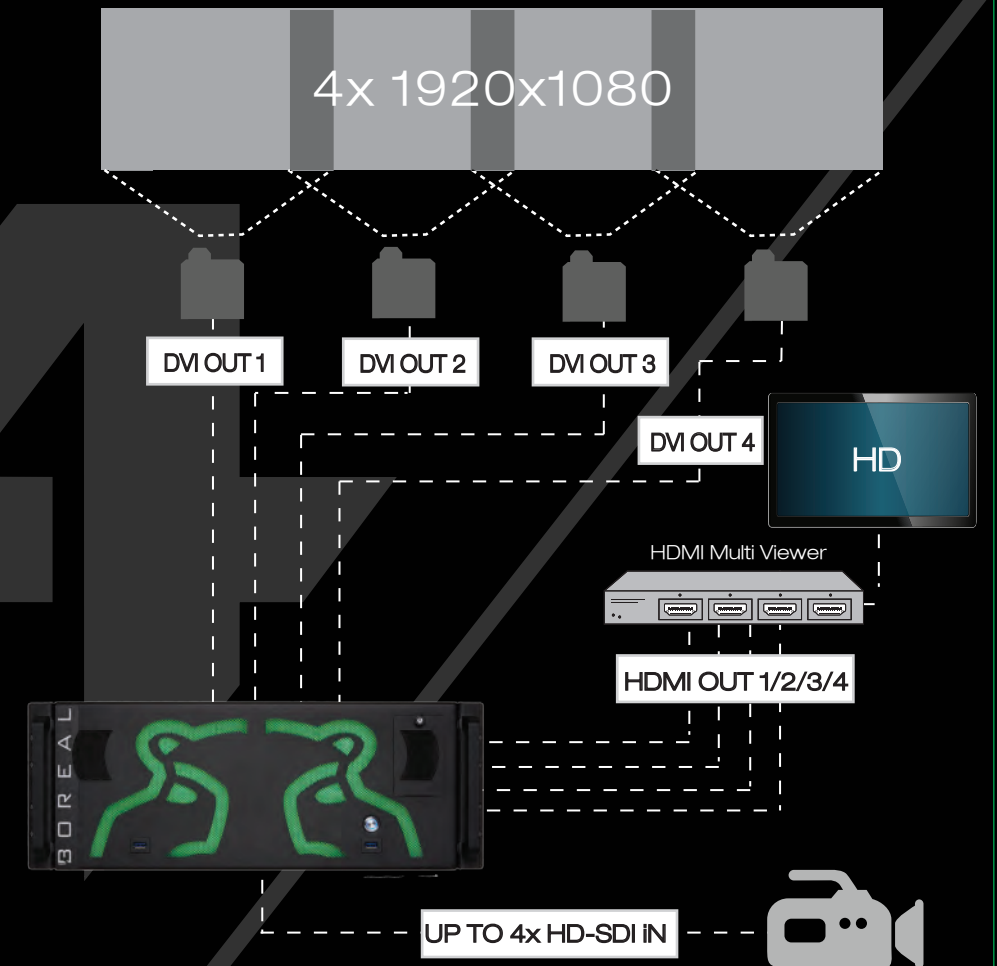 4x 1920x1080
DVI OUT 1
DVI OUT 2
DVI OUT 3
DVI OUT 4
HD
HDMI Multi Viewer
HDMI OUT 1/2/3/4
BOREAL
UP TO 4x HD-SDI iN